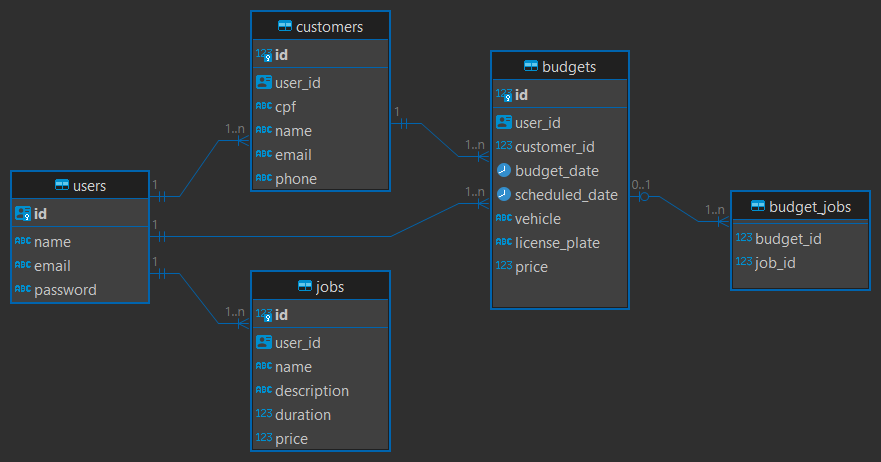 customers
123 id
user_id
ABC cpf
ABC name
ABC email
ABC phone
users
id
ABC name
ABC email
ABC password
jobs
123 id
user_id
ABC name
ABC description
123 duration
123 price
budgets
123 id
user_id
123 customer_id
budget_date
scheduled_date
ABC vehicle
ABC license_plate
123 price
budget_jobs
123 budget_id
123 job_id
1
1..n
1
1..n
1
1..n
1
1..n
0..1
1..n